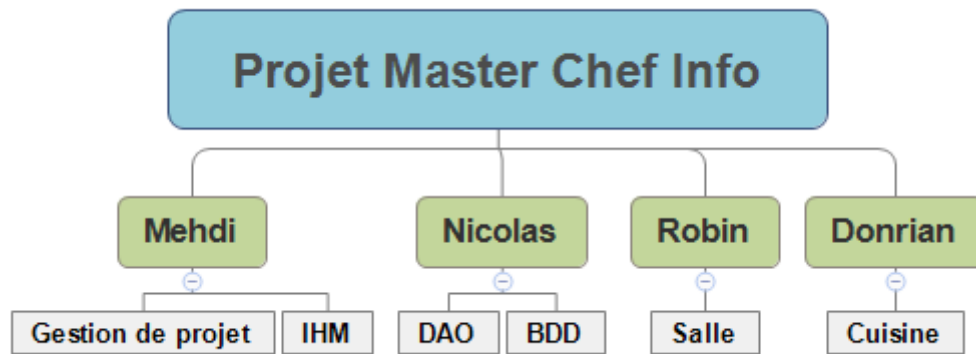 Projet Master Chef Info
Mehdi
Nicolas
Robin
Donrian
Gestion de projet
IHM
DAO
BDD
Salle
Cuisine